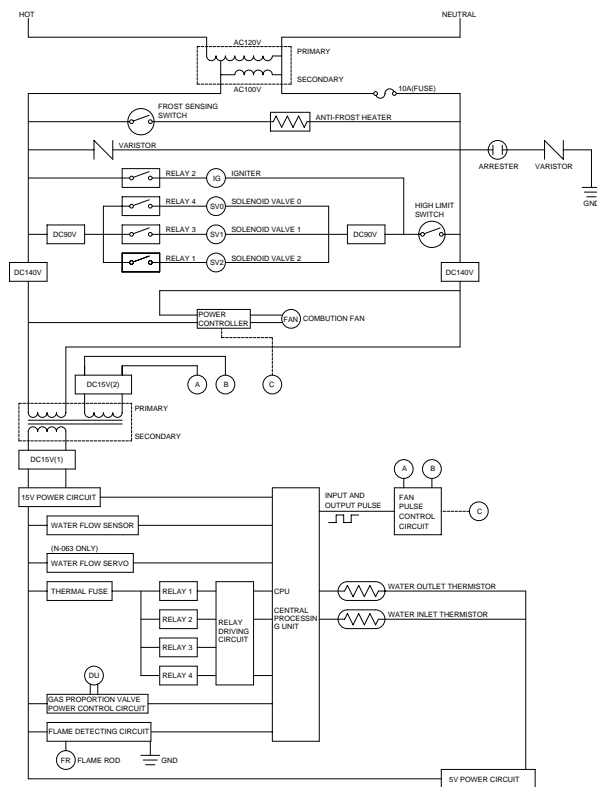 HOT
NEUTRAL
AC120V
PRIMARY
SECONDARY
AC100V
10A(FUSE)
FROST SENSING
SWITCH
ANTI-FROST HEATER
VARISTOR
ARRESTER
VARISTOR
GND
RELAY 2
IG
IGNITER
RELAY 4
SV0
SOLENOID VALVE 0
HIGH LIMIT
SWITCH
DC90V
RELAY 3
SV1
SOLENOID VALVE 1
DC90V
RELAY 1
SV2
SOLENOID VALVE 2
DC140V
DC140V
POWER
CONTROLLER
FAN
COMBUTION FAN
DC15V(2)
A
B
C
PRIMARY
SECONDARY
DC15V(1)
A
B
15V POWER CIRCUIT
INPUT AND
OUTPUT PULSE
FAN
PULSE
CONTROL
CIRCUIT
C
WATER FLOW SENSOR
(N-063 ONLY)
WATER FLOW SERVO
THERMAL FUSE
RELAY 1
RELAY 2
RELAY 3
RELAY 4
RELAY
DRIVING
CIRCUIT
CPU
CENTRAL
PROCESSIN
G UNIT
WATER OUTLET THERMISTOR
WATER INLET THERMISTOR
DU
GAS PROPORTION VALVE
POWER CONTROL CIRCUIT
FLAME DETECTING CIRCUIT
FR
FLAME ROD
GND
5V POWER CIRCUIT